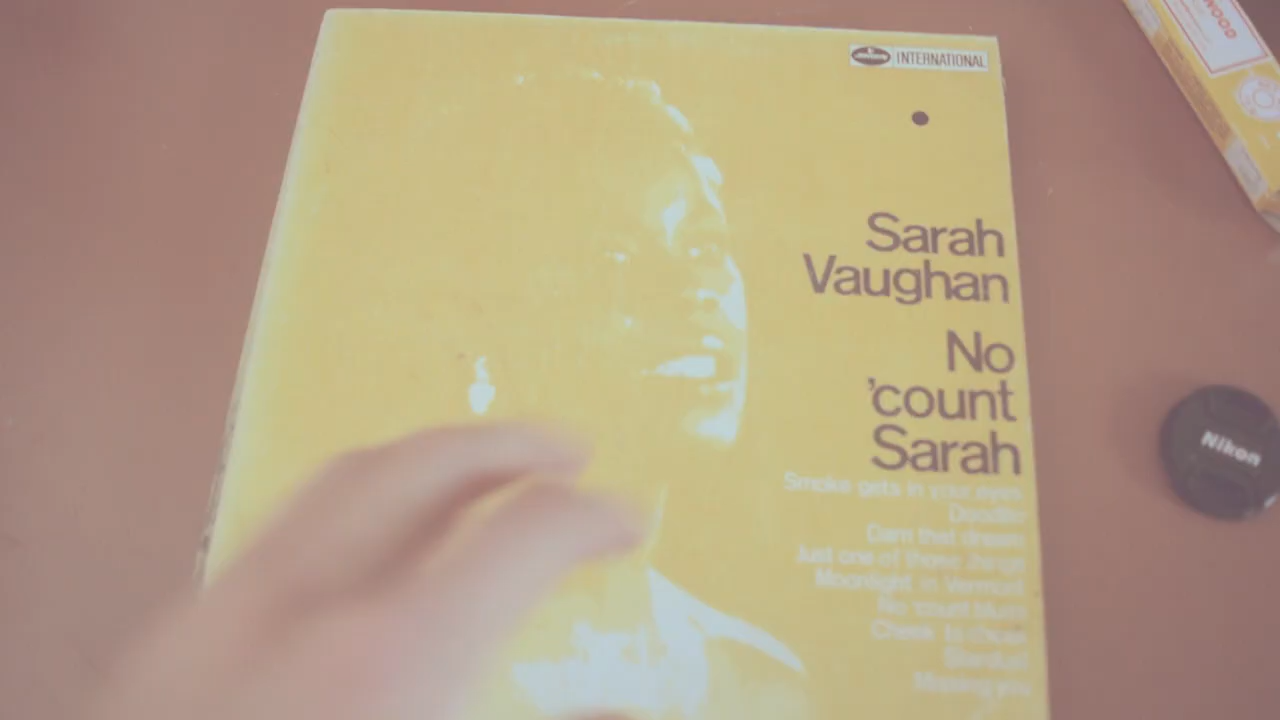 WOOD
INTERNATIONAL
Sarah
Vaughan
No
'count
Sarah
Smoke gets in your eyes
Doodlin'
Darn that dream
Just one of those things
Moonlight in Vermont
No 'count blues
Cheek to cheek
Stardust
Missing you
Nikon